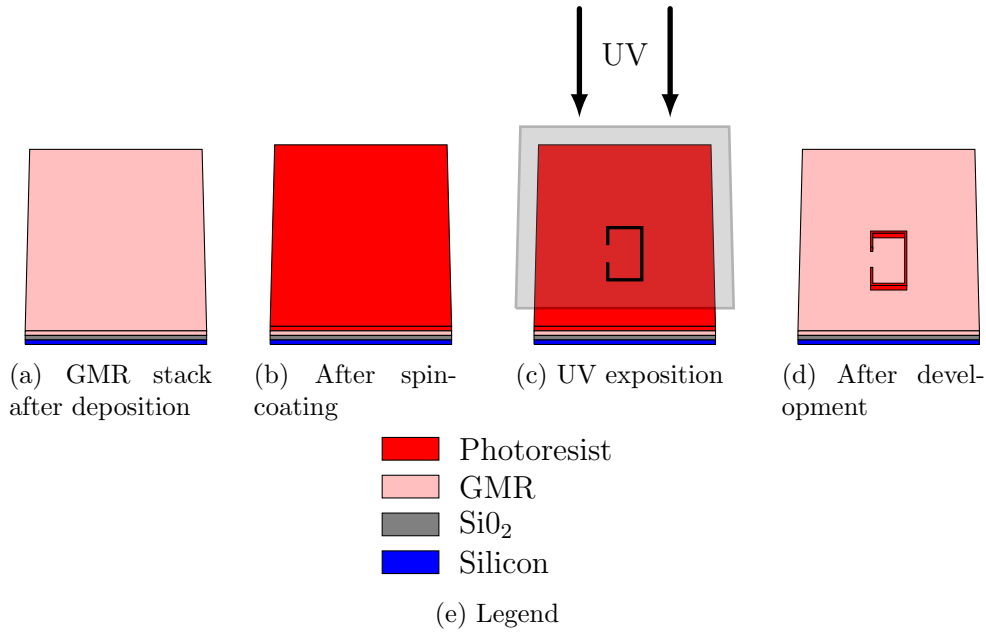 UV
(a) GMR stack
after deposition
(b) After spin-
coating
(c) UV exposition
(d) After devel-
opment
Photoresist
GMR
Si0₂
Silicon
(e) Legend